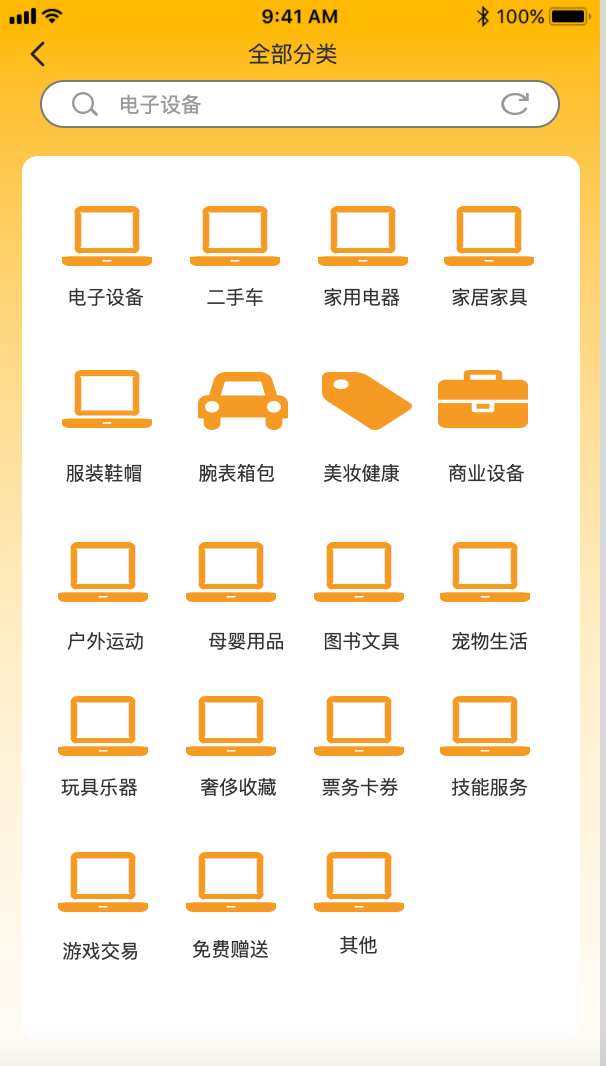 9:41 AM 100%
全部分类
电子设备
电子设备 二手车 家用电器 家居家具
服装鞋帽 腕表箱包 美妆健康 商业设备
户外运动 母婴用品 图书文具 宠物生活
玩具乐器 奢侈收藏 票务卡券 技能服务
游戏交易 免费赠送 其他